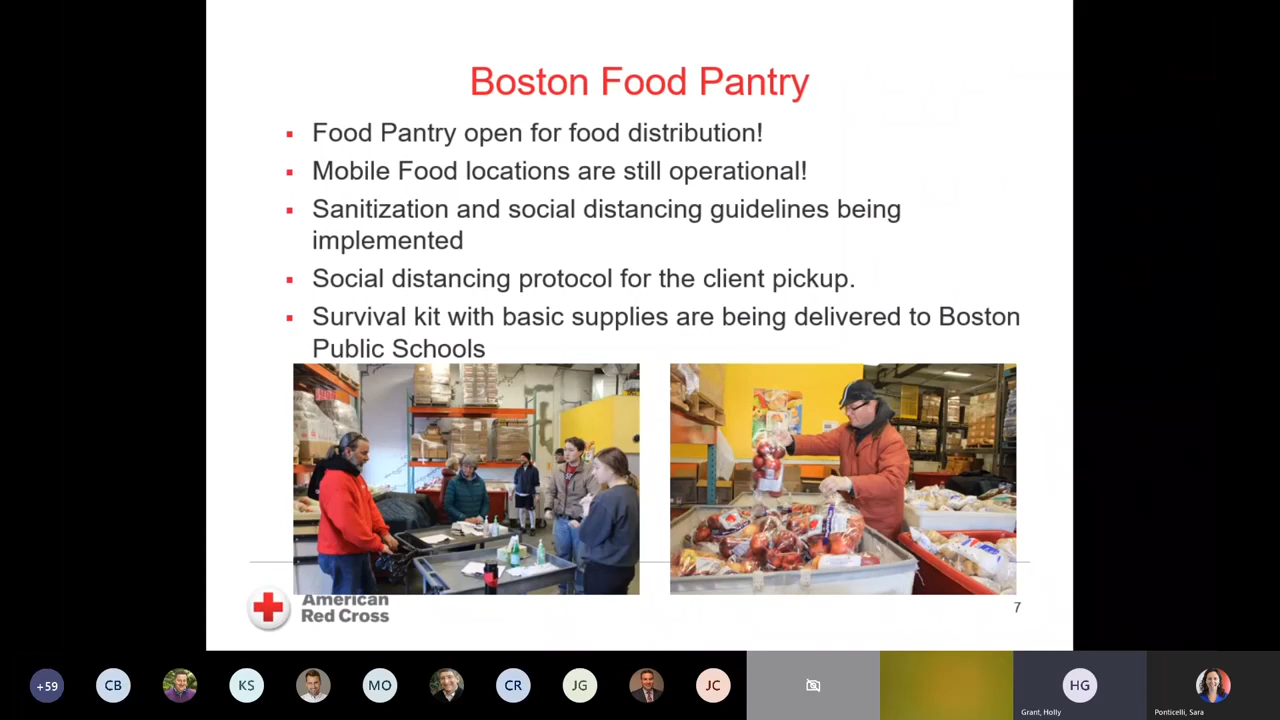 Boston Food Pantry
Food Pantry open for food distribution!
Mobile Food locations are still operational!
Sanitization and social distancing guidelines being
implemented
Social distancing protocol for the client pickup.
Survival kit with basic supplies are being delivered to Boston
Public Schools
American
Red Cross
7
+59
CB
KS
MO
CR
JG
JC
HG
Grant, Holly
Ponticelli, Sara